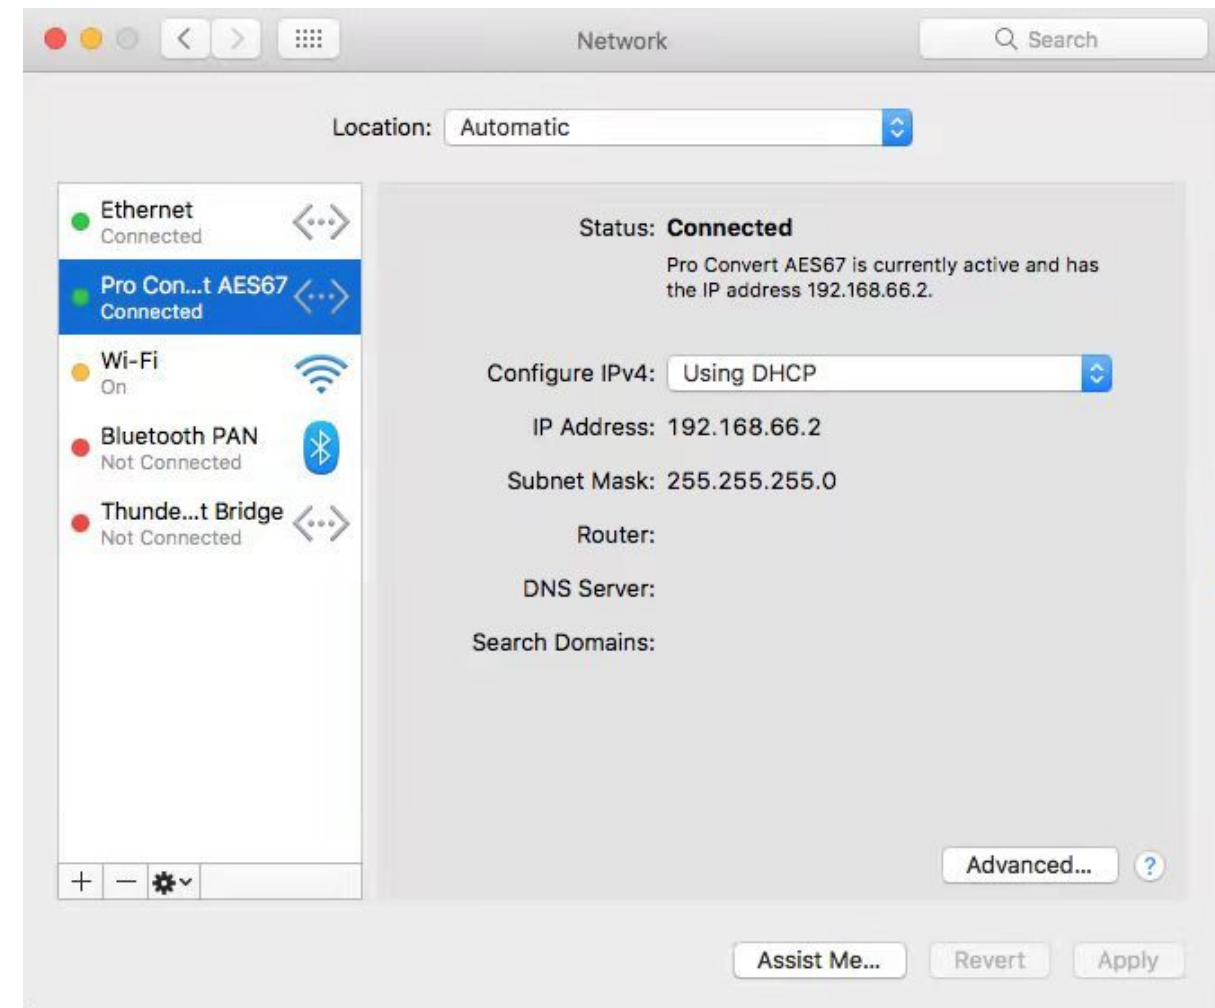 Network
Search
Location: Automatic
Ethernet
Connected
Pro Con...t AES67
Connected
Wi-Fi
On
Bluetooth PAN
Not Connected
Thunde...t Bridge
Not Connected
Status: Connected
Pro Convert AES67 is currently active and has
the IP address 192.168.66.2.
Configure IPv4: Using DHCP
IP Address: 192.168.66.2
Subnet Mask: 255.255.255.0
Router:
DNS Server:
Search Domains:
Advanced... ?
Assist Me... Revert Apply